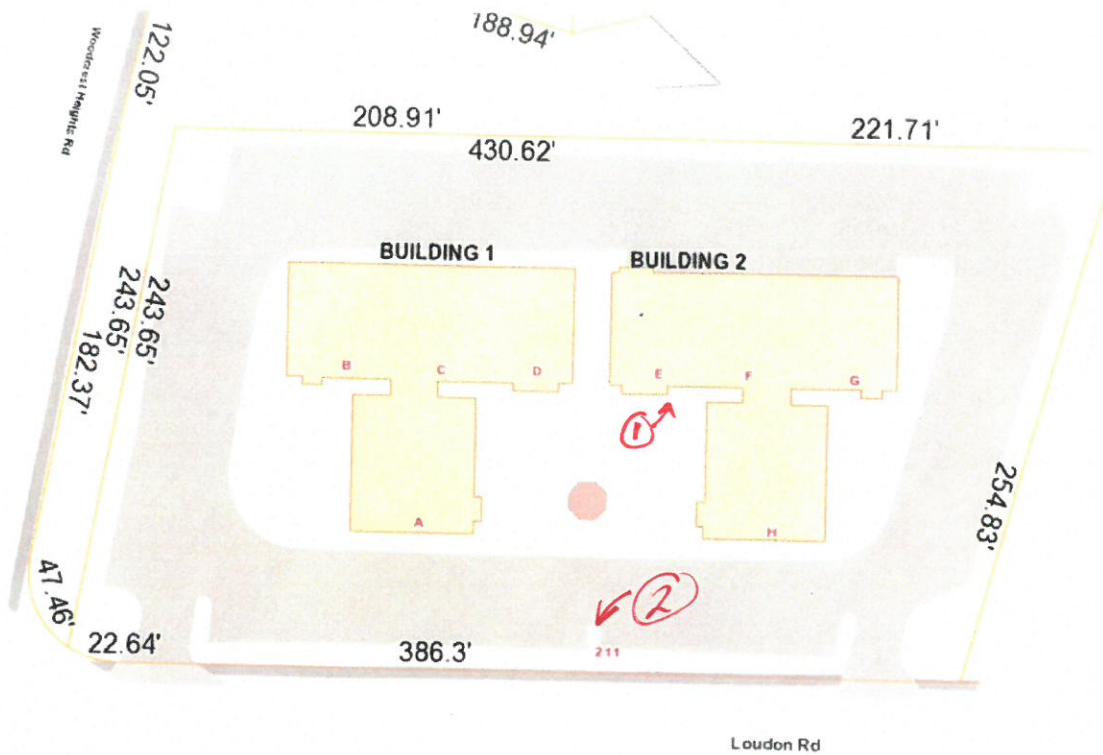 188.94'
122.05'
Woodcrest Heights Rd
208.91'
221.71'
430.62'
BUILDING 1
BUILDING 2
243.65'
243.65'
182.37'
B
C
D
E
F
G
1
254.83'
A
H
2
47.46'
22.64'
386.3'
211
Loudon Rd